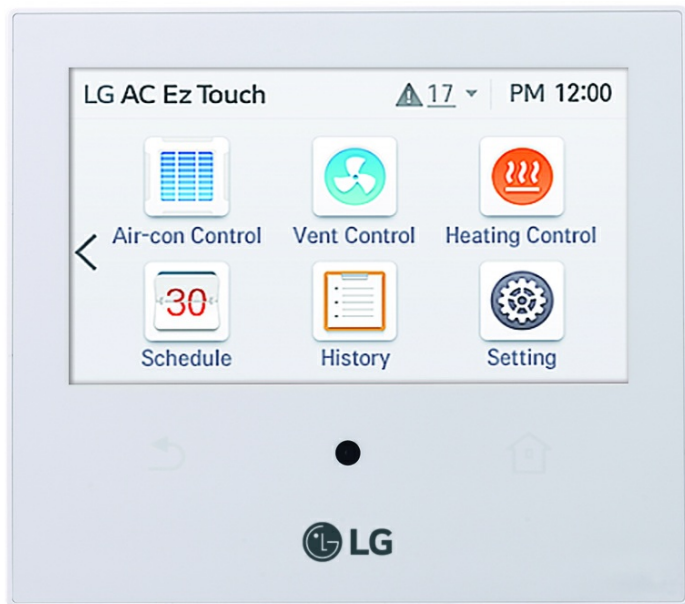 LG AC Ez Touch 17 PM 12:00
Air-con Control Vent Control Heating Control
30
Schedule History Setting
LG